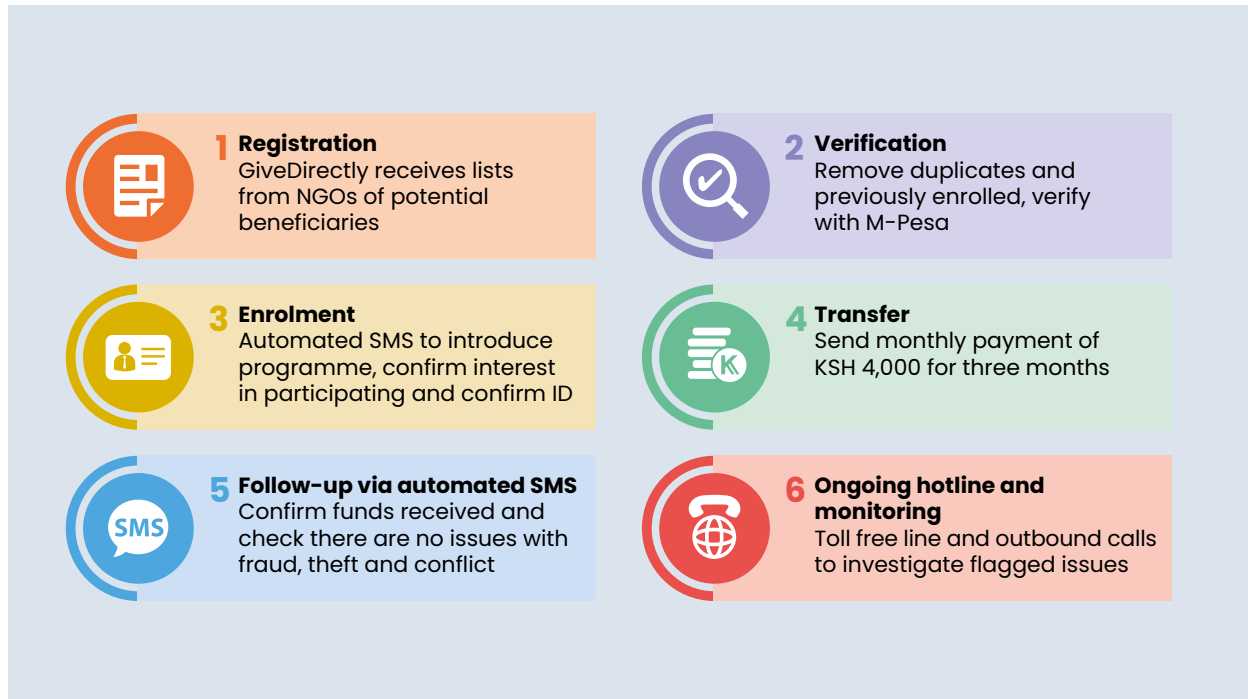 1 Registration
GiveDirectly receives lists
from NGOs of potential
beneficiaries
2 Verification
Remove duplicates and
previously enrolled, verify
with M-Pesa
3 Enrolment
Automated SMS to introduce
programme, confirm interest
in participating and confirm ID
4 Transfer
Send monthly payment of
KSH 4,000 for three months
K
SMS
5 Follow-up via automated SMS
Confirm funds received and
check there are no issues with
fraud, theft and conflict
6 Ongoing hotline and
monitoring
Toll free line and outbound calls
to investigate flagged issues